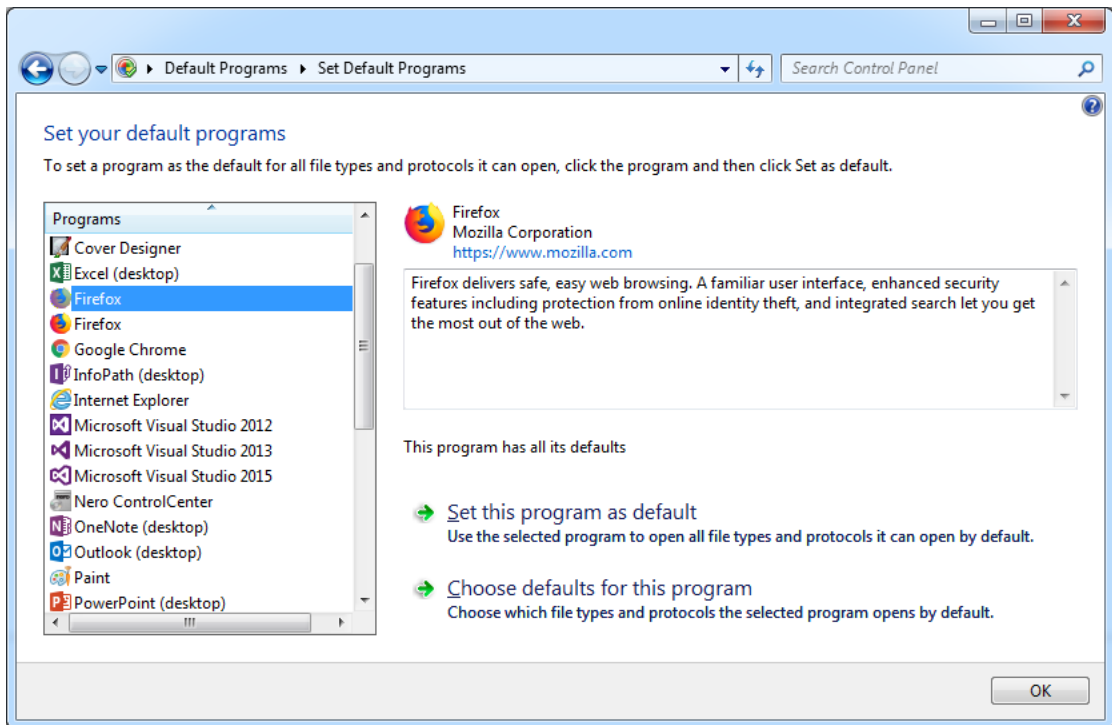 Default Programs
Set Default Programs
Search Control Panel
Set your default programs
To set a program as the default for all file types and protocols it can open, click the program and then click Set as default.
Programs
Cover Designer
Excel (desktop)
Firefox
Firefox
Google Chrome
InfoPath (desktop)
Internet Explorer
Microsoft Visual Studio 2012
Microsoft Visual Studio 2013
Microsoft Visual Studio 2015
Nero ControlCenter
OneNote (desktop)
Outlook (desktop)
Paint
PowerPoint (desktop)
Firefox
Mozilla Corporation
https://www.mozilla.com
Firefox delivers safe, easy web browsing. A familiar user interface, enhanced security
features including protection from online identity theft, and integrated search let you get
the most out of the web.
This program has all its defaults
Set this program as default
Use the selected program to open all file types and protocols it can open by default.
Choose defaults for this program
Choose which file types and protocols the selected program opens by default.
OK